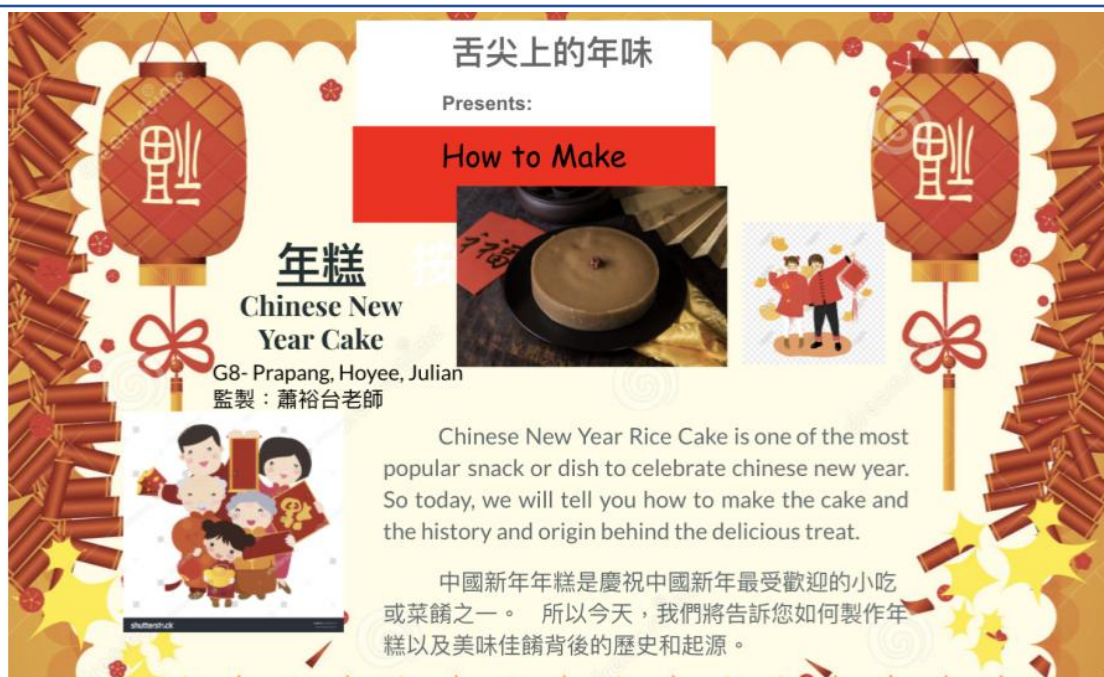 舌尖上的年味
Presents:
How to Make
福
福
福
年糕
Chinese New
Year Cake
G8- Prapang, Hoyee, Julian
監製：蕭裕台老師
Chinese New Year Rice Cake is one of the most
popular snack or dish to celebrate chinese new year.
So today, we will tell you how to make the cake and
the history and origin behind the delicious treat.
中國新年年糕是慶祝中國新年最受歡迎的小吃
或菜餚之一。 所以今天，我們將告訴您如何製作年
糕以及美味佳餚背後的歷史和起源。
shutterstock